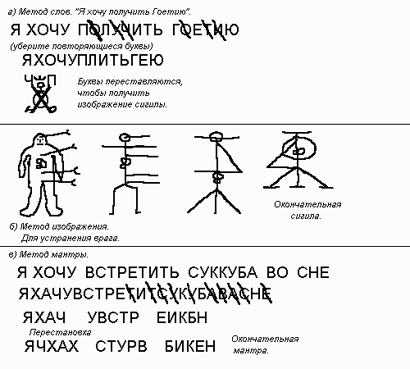 а) Метод слов. "Я хочу получить Гоетию".
Я ХОЧУ ПОЛУЧИТЬ ГОЕТИЮ
(уберите повторяющиеся буквы)
ЯХОЧУПЛИТЬГЕЮ
Буквы переставляются,
чтобы получить
изображение сигилы.
Окончательная
сигила.
б) Метод изображения.
Для устранения врага.
в) Метод мантры.
Я ХОЧУ ВСТРЕТИТЬ СУККУБА ВО СНЕ
ЯХАЧУВСТРЕТИТСУКУБАВАСНЕ
ЯХАЧ УВСТР ЕИКБН
Перестановка
ЯЧХАХ СТУРВ БИКЕН
Окончательная
мантра.